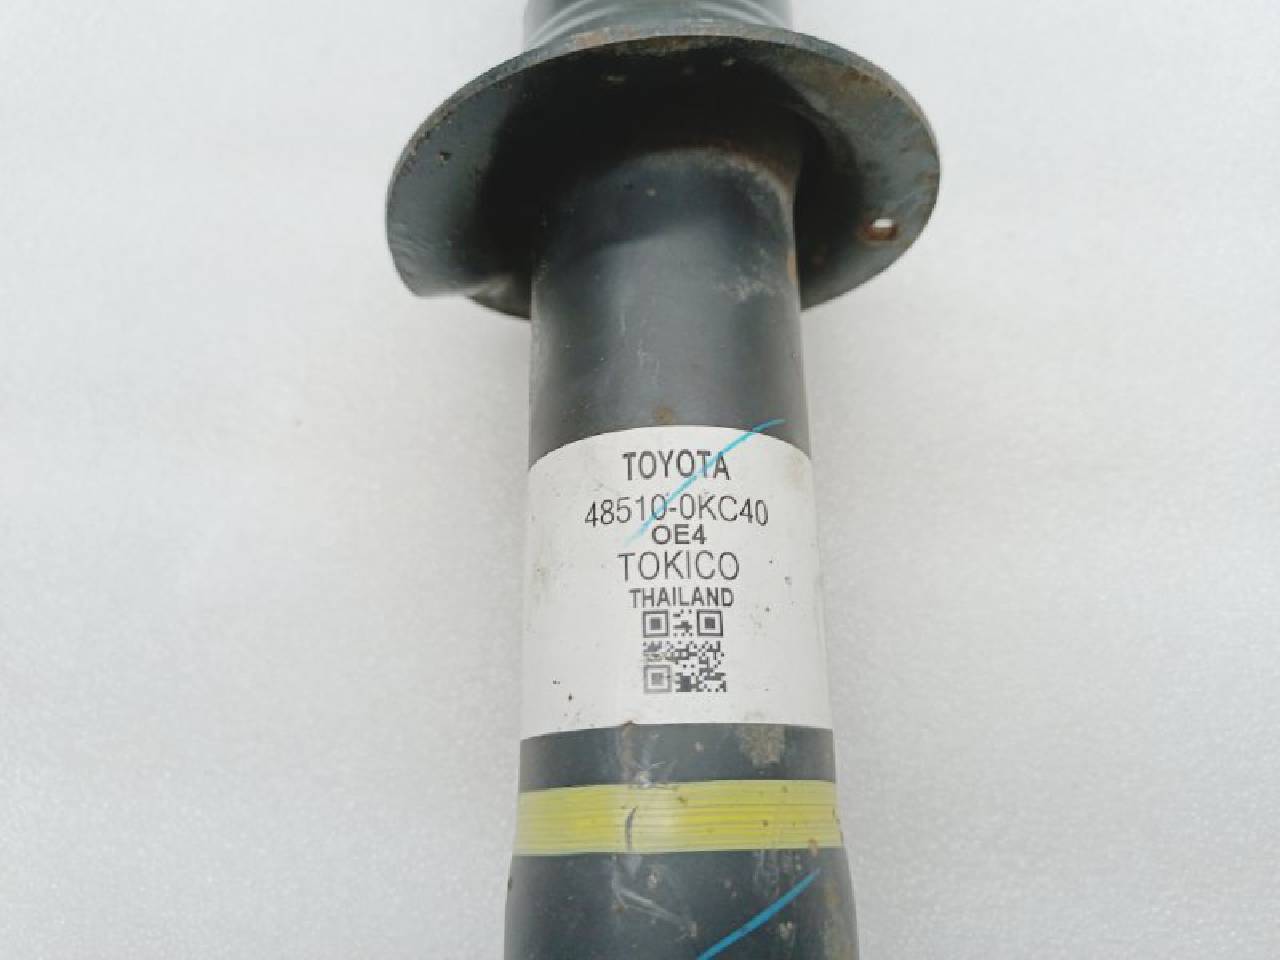 TOYOTA
48510-0KC40
OE4
TOKICO
THAILAND